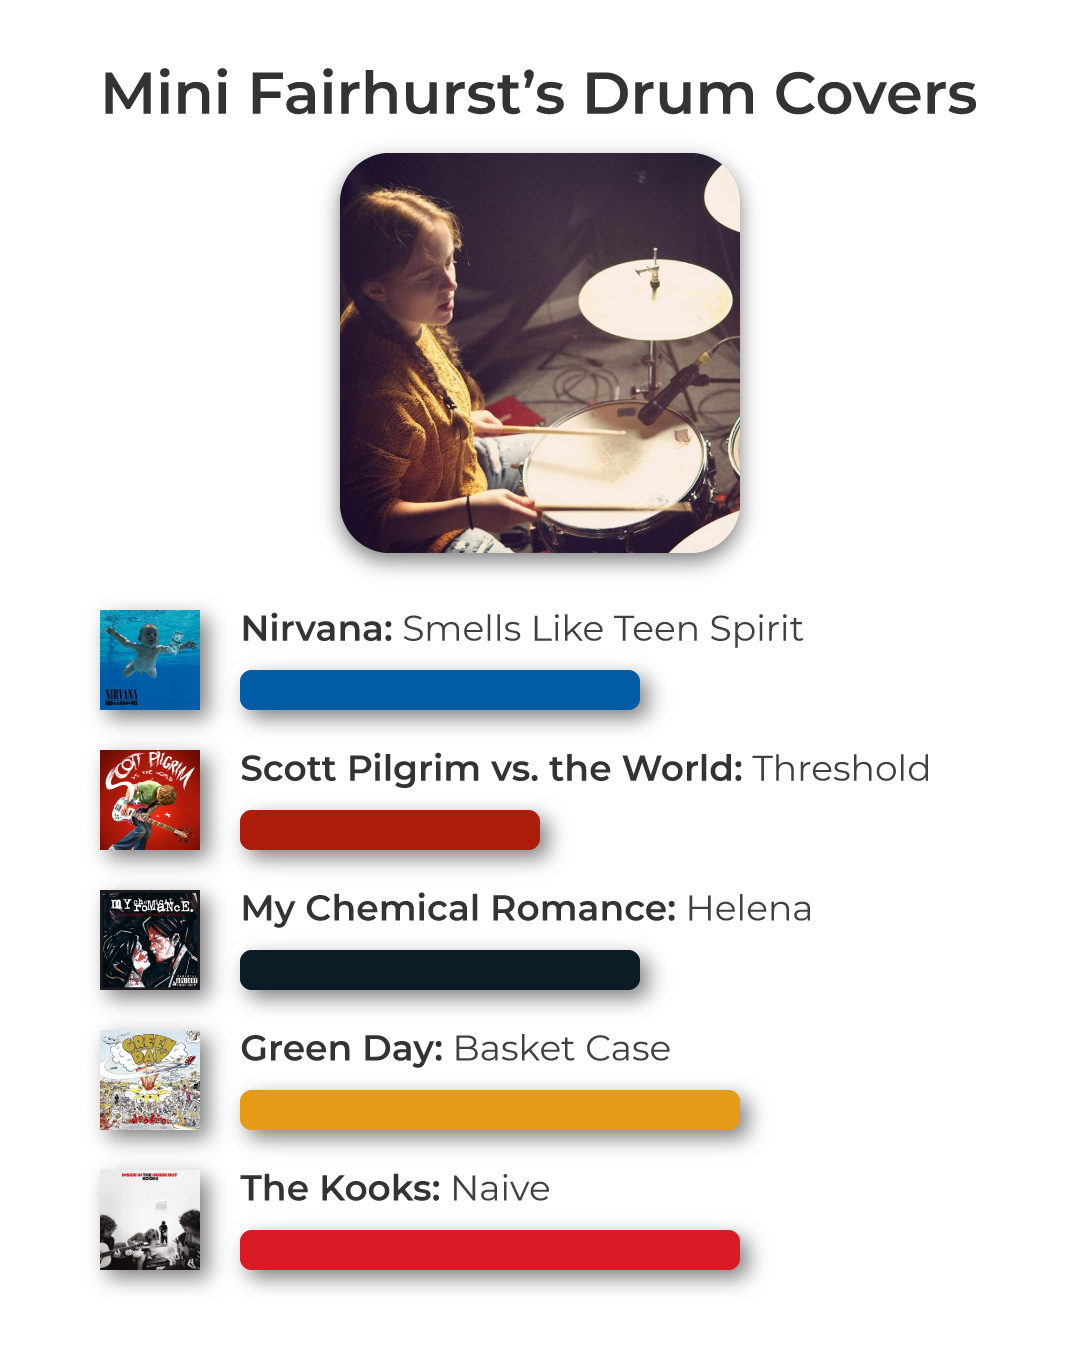 Mini Fairhurst’s Drum Covers
Nirvana: Smells Like Teen Spirit
NIRVANA
Scott Pilgrim vs. the World: Threshold
SCOTT PILGRIM
VS THE WORLD
My Chemical Romance: Helena
MY CHEMICAL
ROMANCE.
Green Day: Basket Case
GREEN
DAY
The Kooks: Naive
INSIDE IN THE INSIDE OUT
KOOKS